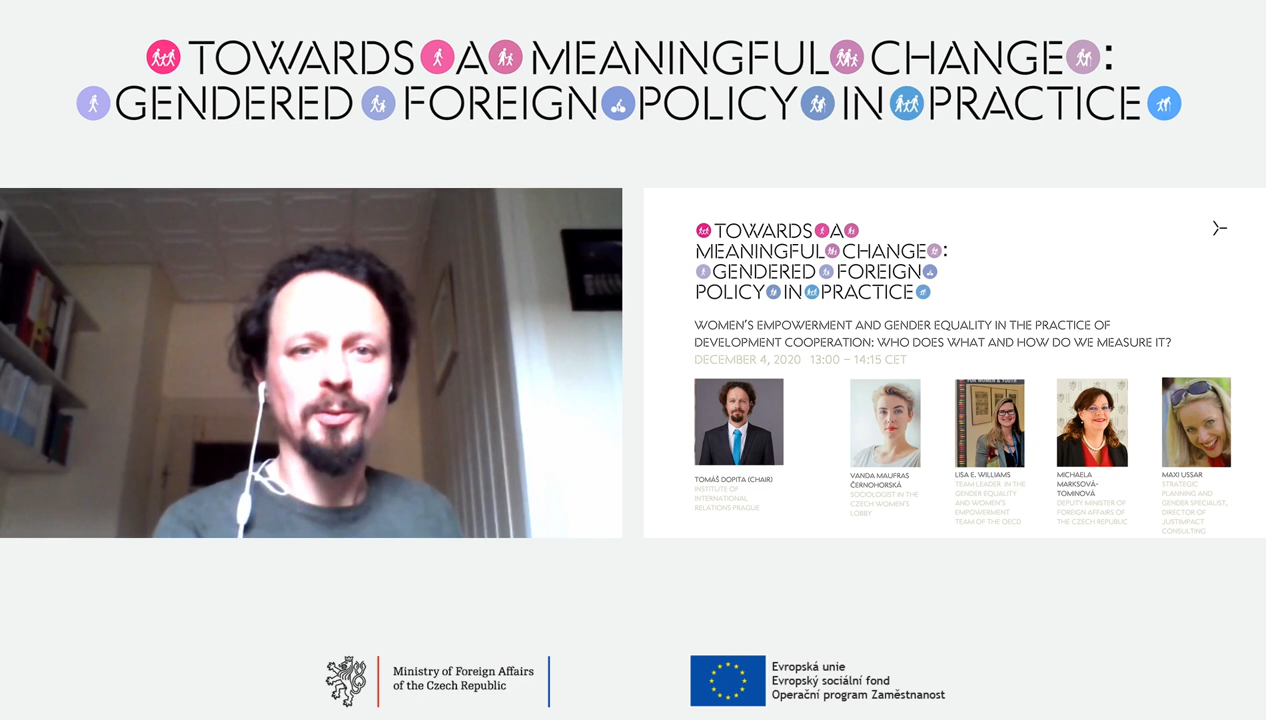 TOWARDS A MEANINGFUL CHANGE:
GENDERED FOREIGN POLICY IN PRACTICE
TOWARDS A
MEANINGFUL CHANGE:
GENDERED FOREIGN
POLICY IN PRACTICE
WOMEN'S EMPOWERMENT AND GENDER EQUALITY IN THE PRACTICE OF
DEVELOPMENT COOPERATION: WHO DOES WHAT AND HOW DO WE MEASURE IT?
DECEMBER 4, 2020 13:00 – 14:15 CET
FOR WOMEN & YOUTH
TOMÁŠ DOPITA (CHAIR)
INSTITUTE OF
INTERNATIONAL
RELATIONS PRAGUE
VANDA MAUFRAS
ČERNOHORSKÁ
SOCIOLOGIST IN THE
CZECH WOMEN'S
LOBBY
LISA E. WILLIAMS
TEAM LEADER IN THE
GENDER EQUALITY
AND WOMEN'S
EMPOWERMENT
TEAM OF THE OECD
MICHAELA
MARKSOVÁ-
TOMINOVÁ
DEPUTY MINISTER OF
FOREIGN AFFAIRS OF
THE CZECH REPUBLIC
MAXI USSAR
STRATEGIC
PLANNING AND
GENDER SPECIALIST,
DIRECTOR OF
JUSTIMPACT
CONSULTING
Ministry of Foreign Affairs
of the Czech Republic
Evropská unie
Evropský sociální fond
Operační program Zaměstnanost